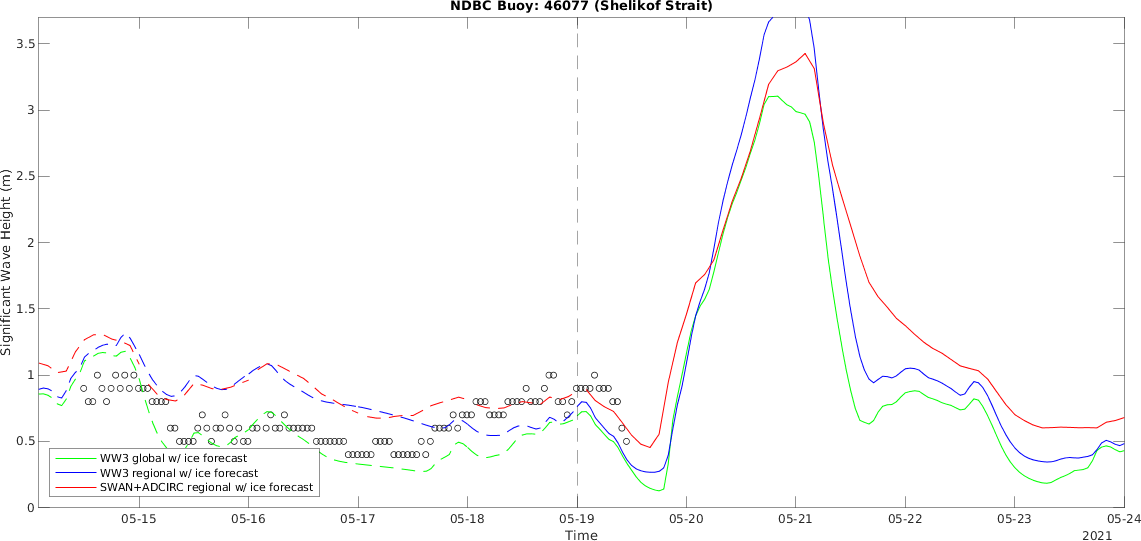 NDBC Buoy: 46077 (Shelikof Strait)
Significant Wave Height (m)
3.5
3
2.5
2
1.5
1
0.5
0
WW3 global w/ ice forecast
WW3 regional w/ ice forecast
SWAN+ADCIRC regional w/ ice forecast
05-15 05-16 05-17 05-18 05-19 05-20 05-21 05-22 05-23 05-24
Time
2021